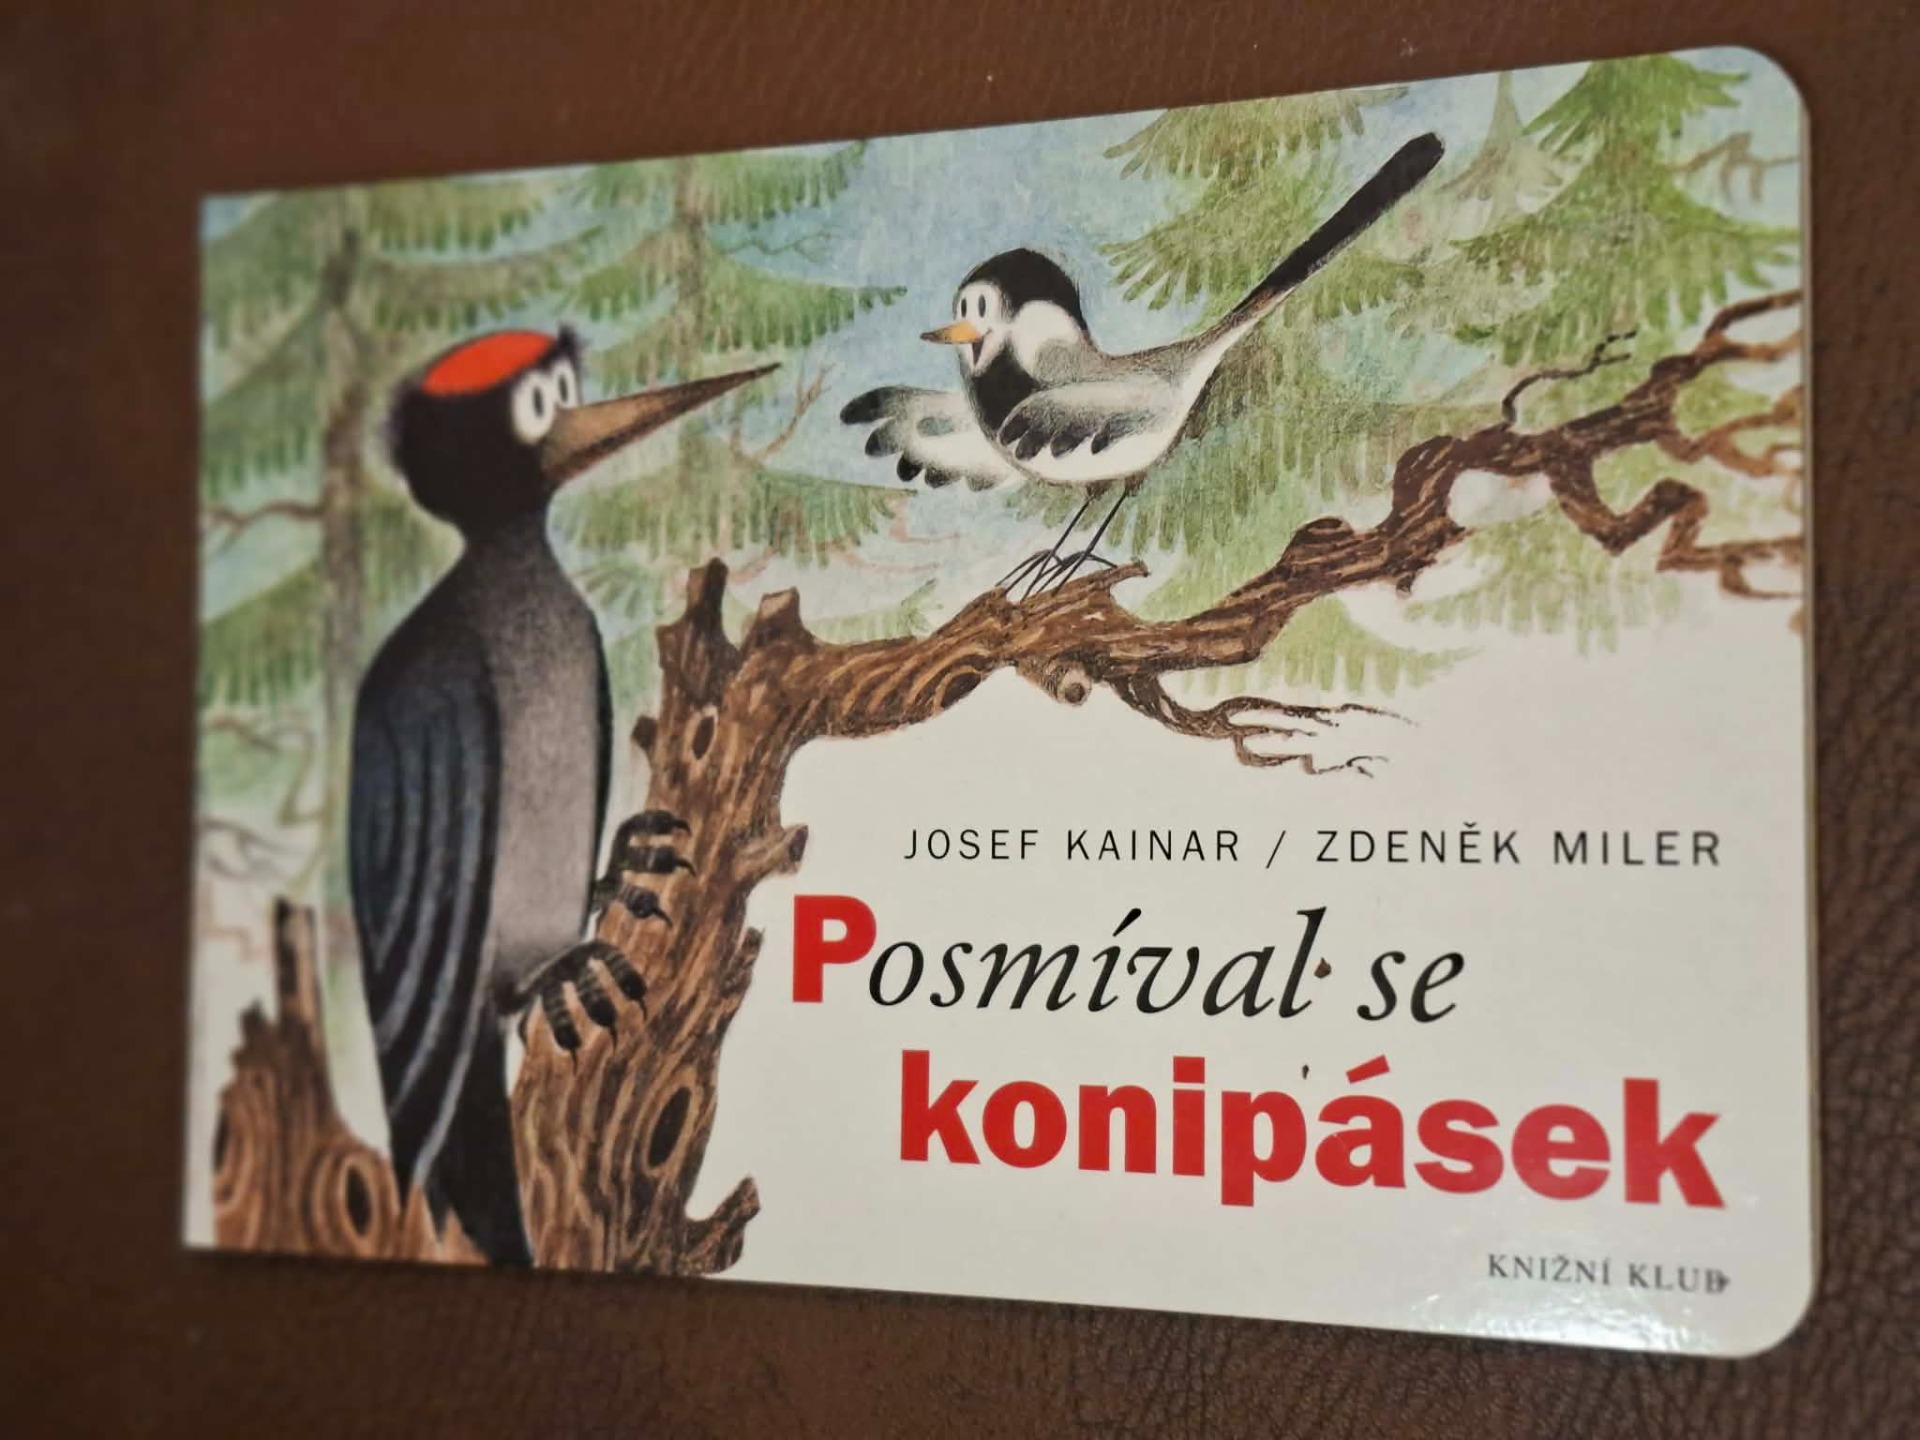 JOSEF KAINAR / ZDENĚK MILER
Posmíval se
konipásek
KNIŽNÍ KLUB